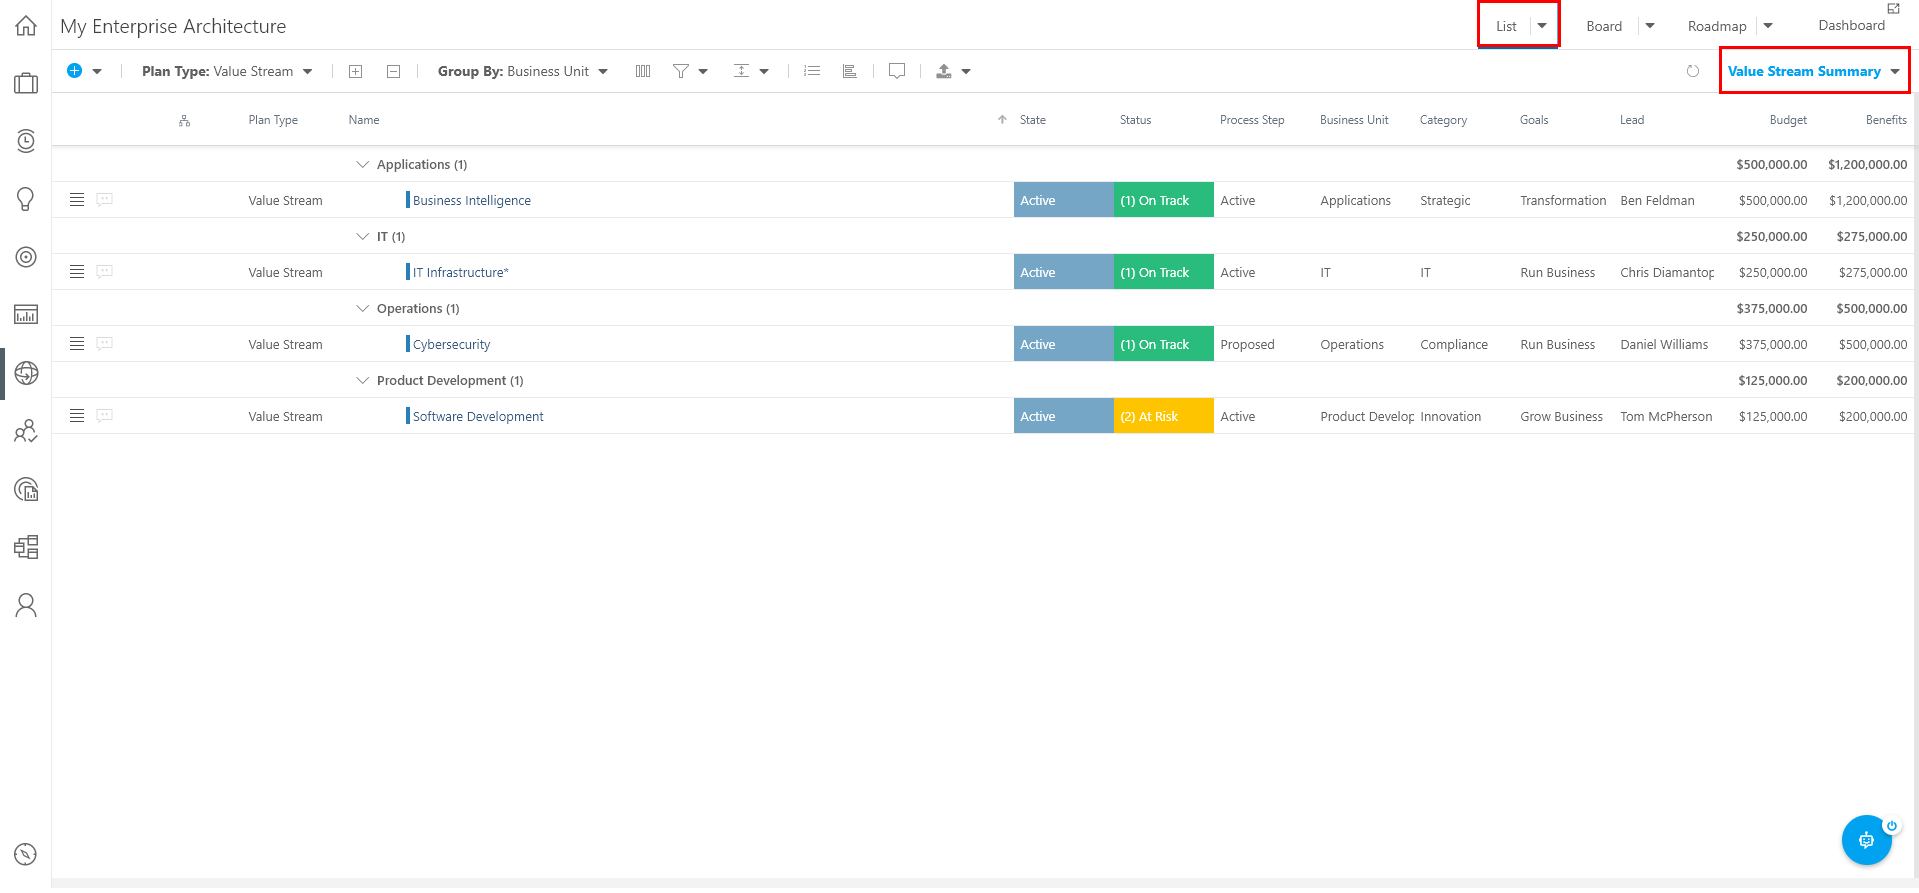 My Enterprise Architecture List Board Roadmap Dashboard
Plan Type: Value Stream Group By: Business Unit Value Stream Summary
Plan Type Name State Status Process Step Business Unit Category Goals Lead Budget Benefits
Applications (1) $500,000.00 $1,200,000.00
Value Stream Business Intelligence Active (1) On Track Active Applications Strategic Transformation Ben Feldman $500,000.00 $1,200,000.00
IT (1) $250,000.00 $275,000.00
Value Stream IT Infrastructure* Active (1) On Track Active IT IT Run Business Chris Diamantop $250,000.00 $275,000.00
Operations (1) $375,000.00 $500,000.00
Value Stream Cybersecurity Active (1) On Track Proposed Operations Compliance Run Business Daniel Williams $375,000.00 $500,000.00
Product Development (1) $125,000.00 $200,000.00
Value Stream Software Development Active (2) At Risk Active Product Develop Innovation Grow Business Tom McPherson $125,000.00 $200,000.00